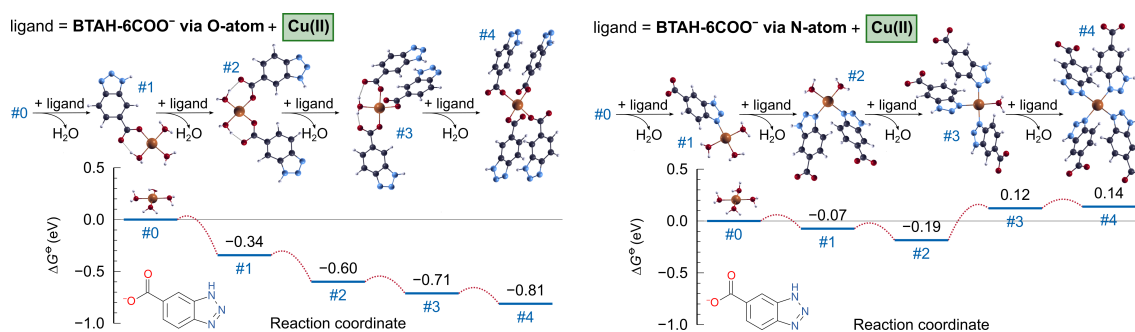 ligand = BTAH-6COO⁻ via O-atom + Cu(II)
#0
+ ligand
H₂O
#1
+ ligand
H₂O
#2
+ ligand
H₂O
#3
+ ligand
H₂O
#4
ΔG⊖ (eV)
0.5
0.0
−0.5
−1.0
#0
−0.34
#1
−0.60
#2
−0.71
#3
−0.81
#4
O
⁻O
H
N
N
N
Reaction coordinate
ligand = BTAH-6COO⁻ via N-atom + Cu(II)
#0
+ ligand
H₂O
#1
+ ligand
H₂O
#2
+ ligand
H₂O
#3
+ ligand
H₂O
#4
ΔG⊖ (eV)
0.5
0.0
−0.5
−1.0
#0
−0.07
#1
−0.19
#2
0.12
#3
0.14
#4
O
⁻O
H
N
N
N
Reaction coordinate